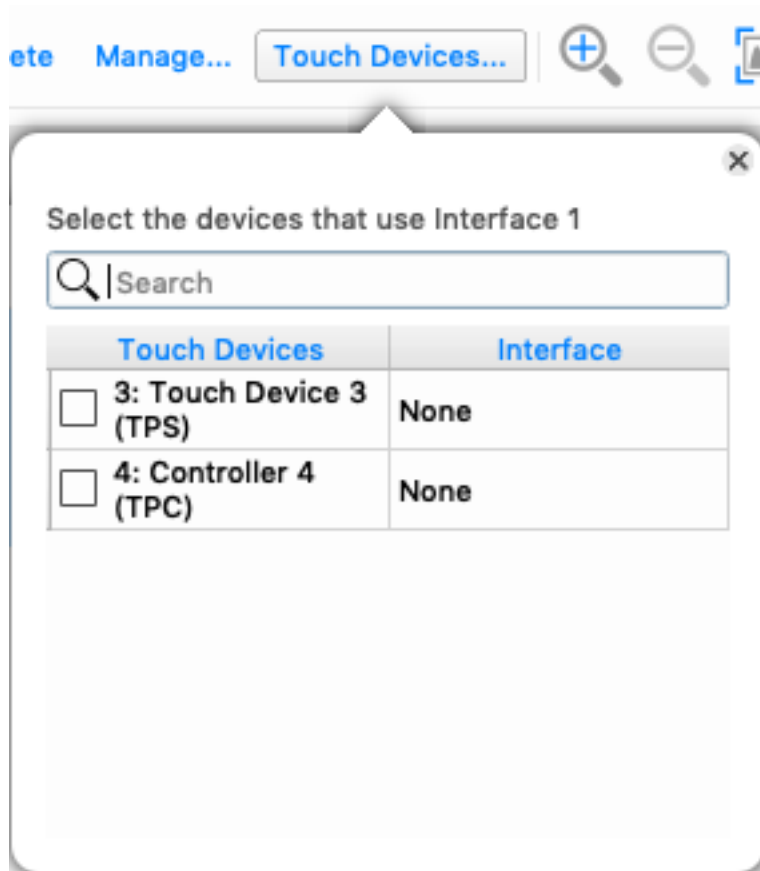 ete Manage... Touch Devices...
Select the devices that use Interface 1
Search
Touch Devices Interface
3: Touch Device 3
(TPS)
None
4: Controller 4
(TPC)
None